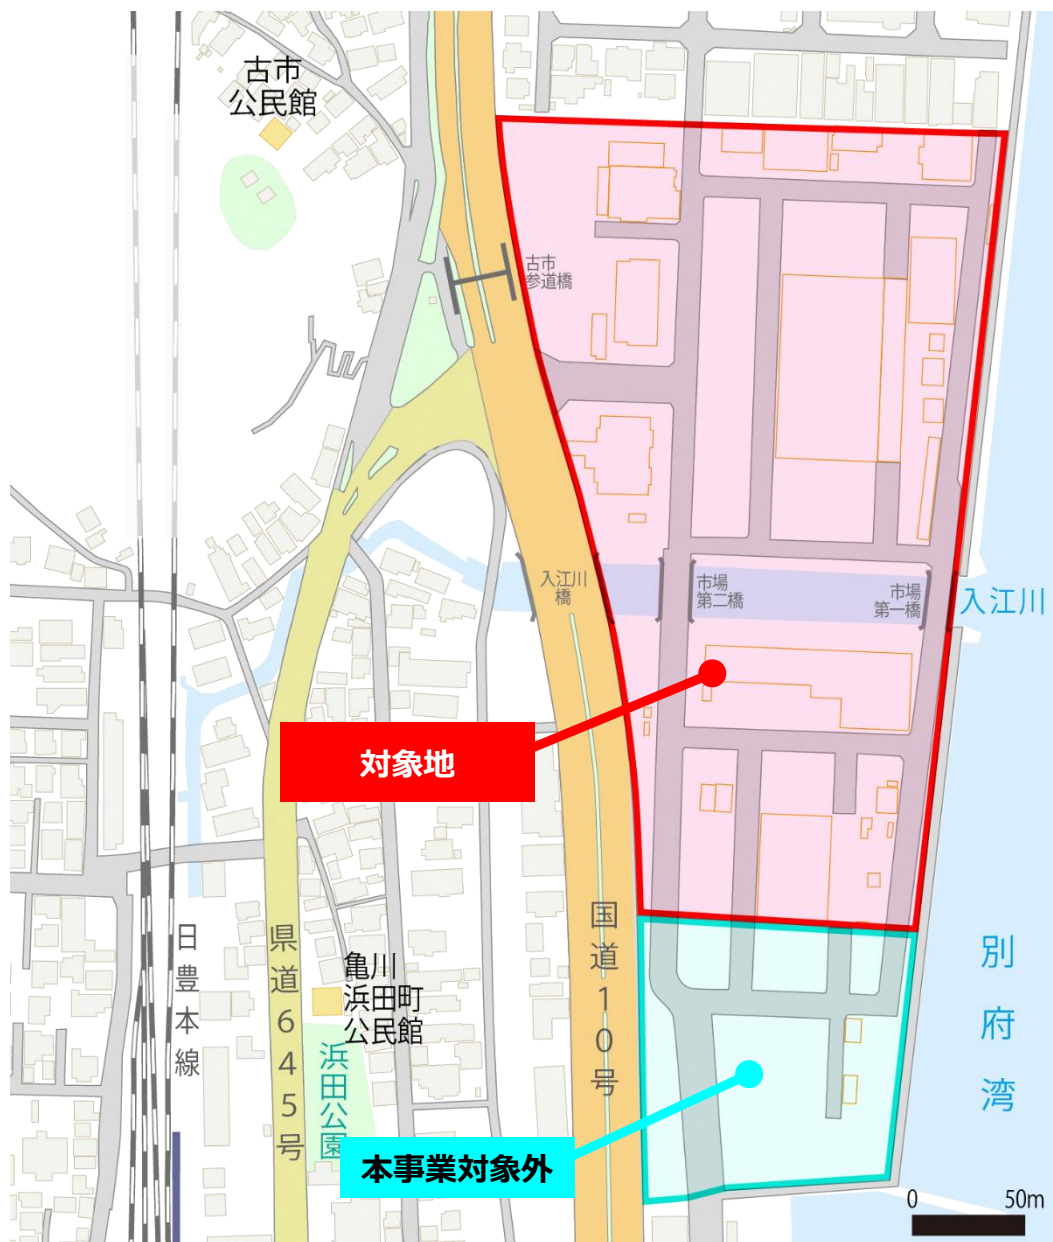 古市
公民館
古市
参道橋
入江川
橋
市場
第二橋
市場
第一橋
入江川
対象地
日豊本線
県道645号
亀川
浜田町
公民館
浜田公園
国道10号
別府湾
本事業対象外
0 50m